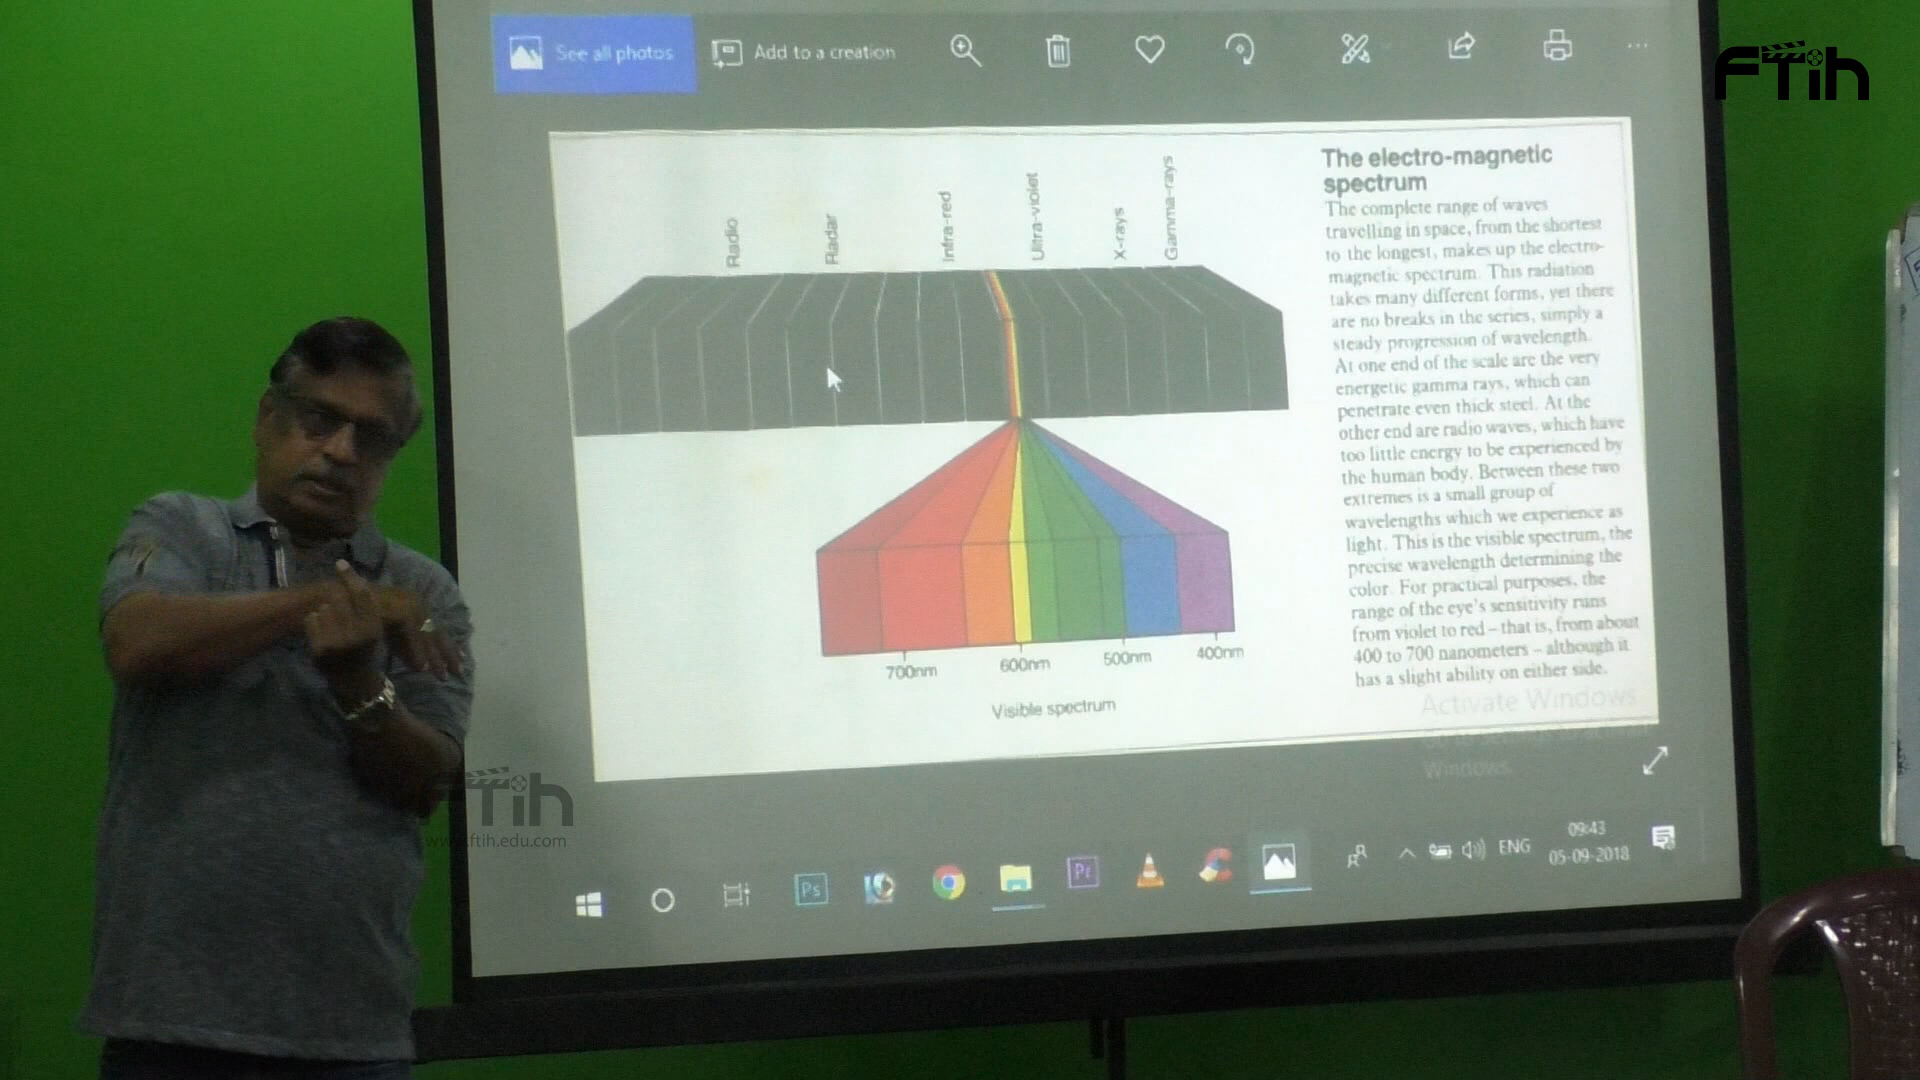 See all photos
Add to a creation
FTih
Radio
Radar
Infra-red
Ultra-violet
X-rays
Gamma-rays
The electro-magnetic
spectrum
The complete range of waves
travelling in space, from the shortest
to the longest, makes up the electro-
magnetic spectrum. This radiation
takes many different forms, yet there
are no breaks in the series, simply a
steady progression of wavelength.
At one end of the scale are the very
energetic gamma rays, which can
penetrate even thick steel. At the
other end are radio waves, which have
too little energy to be experienced by
the human body. Between these two
extremes is a small group of
wavelengths which we experience as
light. This is the visible spectrum, the
precise wavelength determining the
color. For practical purposes, the
range of the eye's sensitivity runs
from violet to red – that is, from about
400 to 700 nanometers – although it
has a slight ability on either side.
700nm
600nm
500nm
400nm
Visible spectrum
Activate Windows
Windows.
FTih
www.ftih.edu.com
Ps
Pr
ENG
09:43
05-09-2018